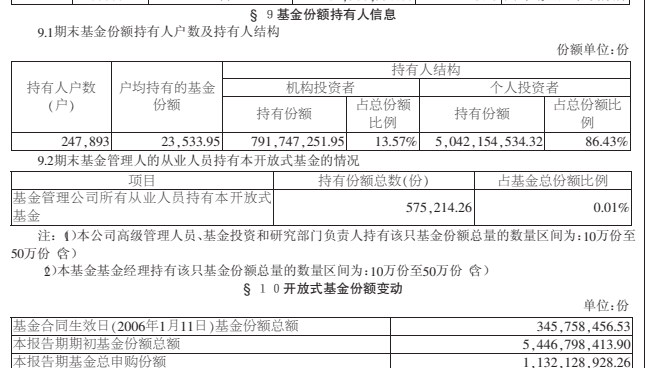 § 9 基金份额持有人信息
9.1期末基金份额持有人户数及持有人结构
份额单位:份
持有人户数(户) 户均持有的基金份额 持有人结构
机构投资者 个人投资者
持有份额 占总份额比例 持有份额 占总份额比例
247,893 23,533.95 791,747,251.95 13.57% 5,042,154,534.32 86.43%
9.2期末基金管理人的从业人员持有本开放式基金的情况
项目 持有份额总数(份) 占基金总份额比例
基金管理公司所有从业人员持有本开放式基金 575,214.26 0.01%
注:(1)本公司高级管理人员、基金投资和研究部门负责人持有该只基金份额总量的数量区间为:10万份至
50万份(含)
(2)本基金基金经理持有该只基金份额总量的数量区间为:10万份至50万份(含)
§ 10开放式基金份额变动
单位:份
基金合同生效日(2006年1月11日)基金份额总额 345,758,456.53
本报告期期初基金份额总额 5,446,798,413.90
本报告期基金总申购份额 1,132,128,928.26